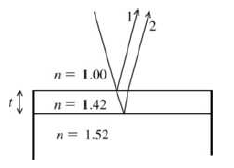 1 2
n = 1.00
t
n = 1.42
n = 1.52